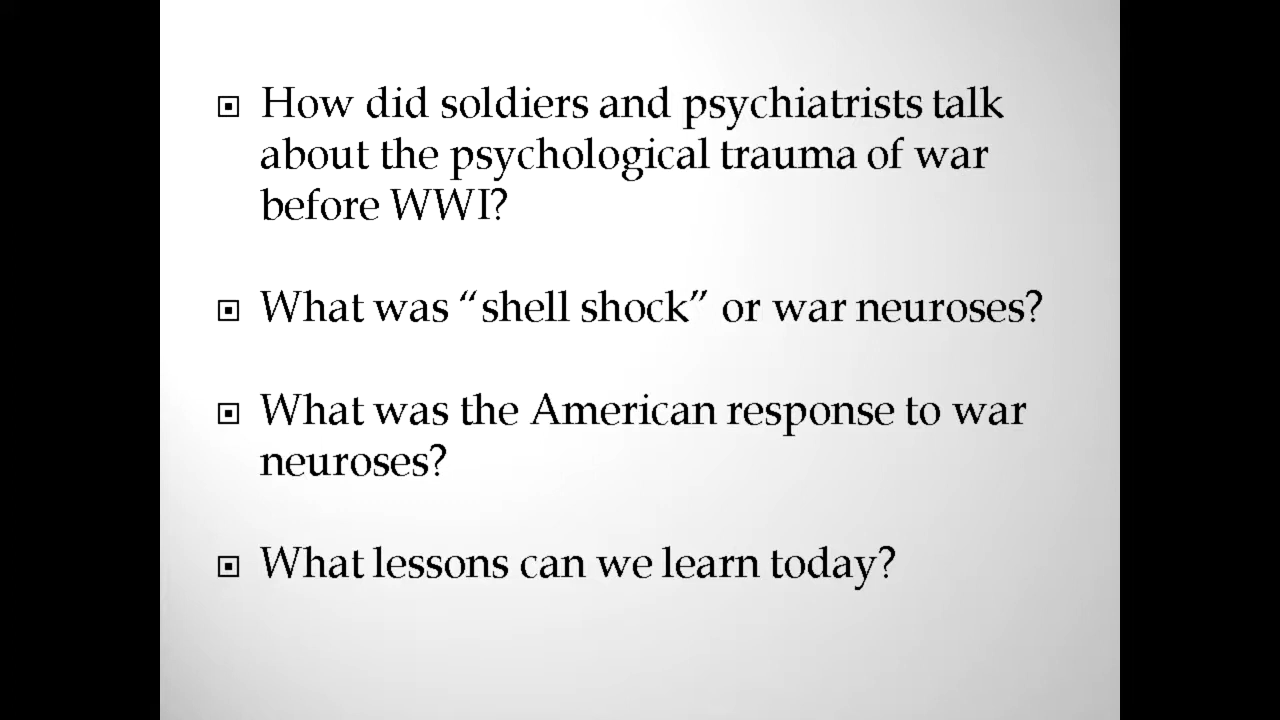 How did soldiers and psychiatrists talk
about the psychological trauma of war
before WWI?
What was “shell shock” or war neuroses?
What was the American response to war
neuroses?
What lessons can we learn today?